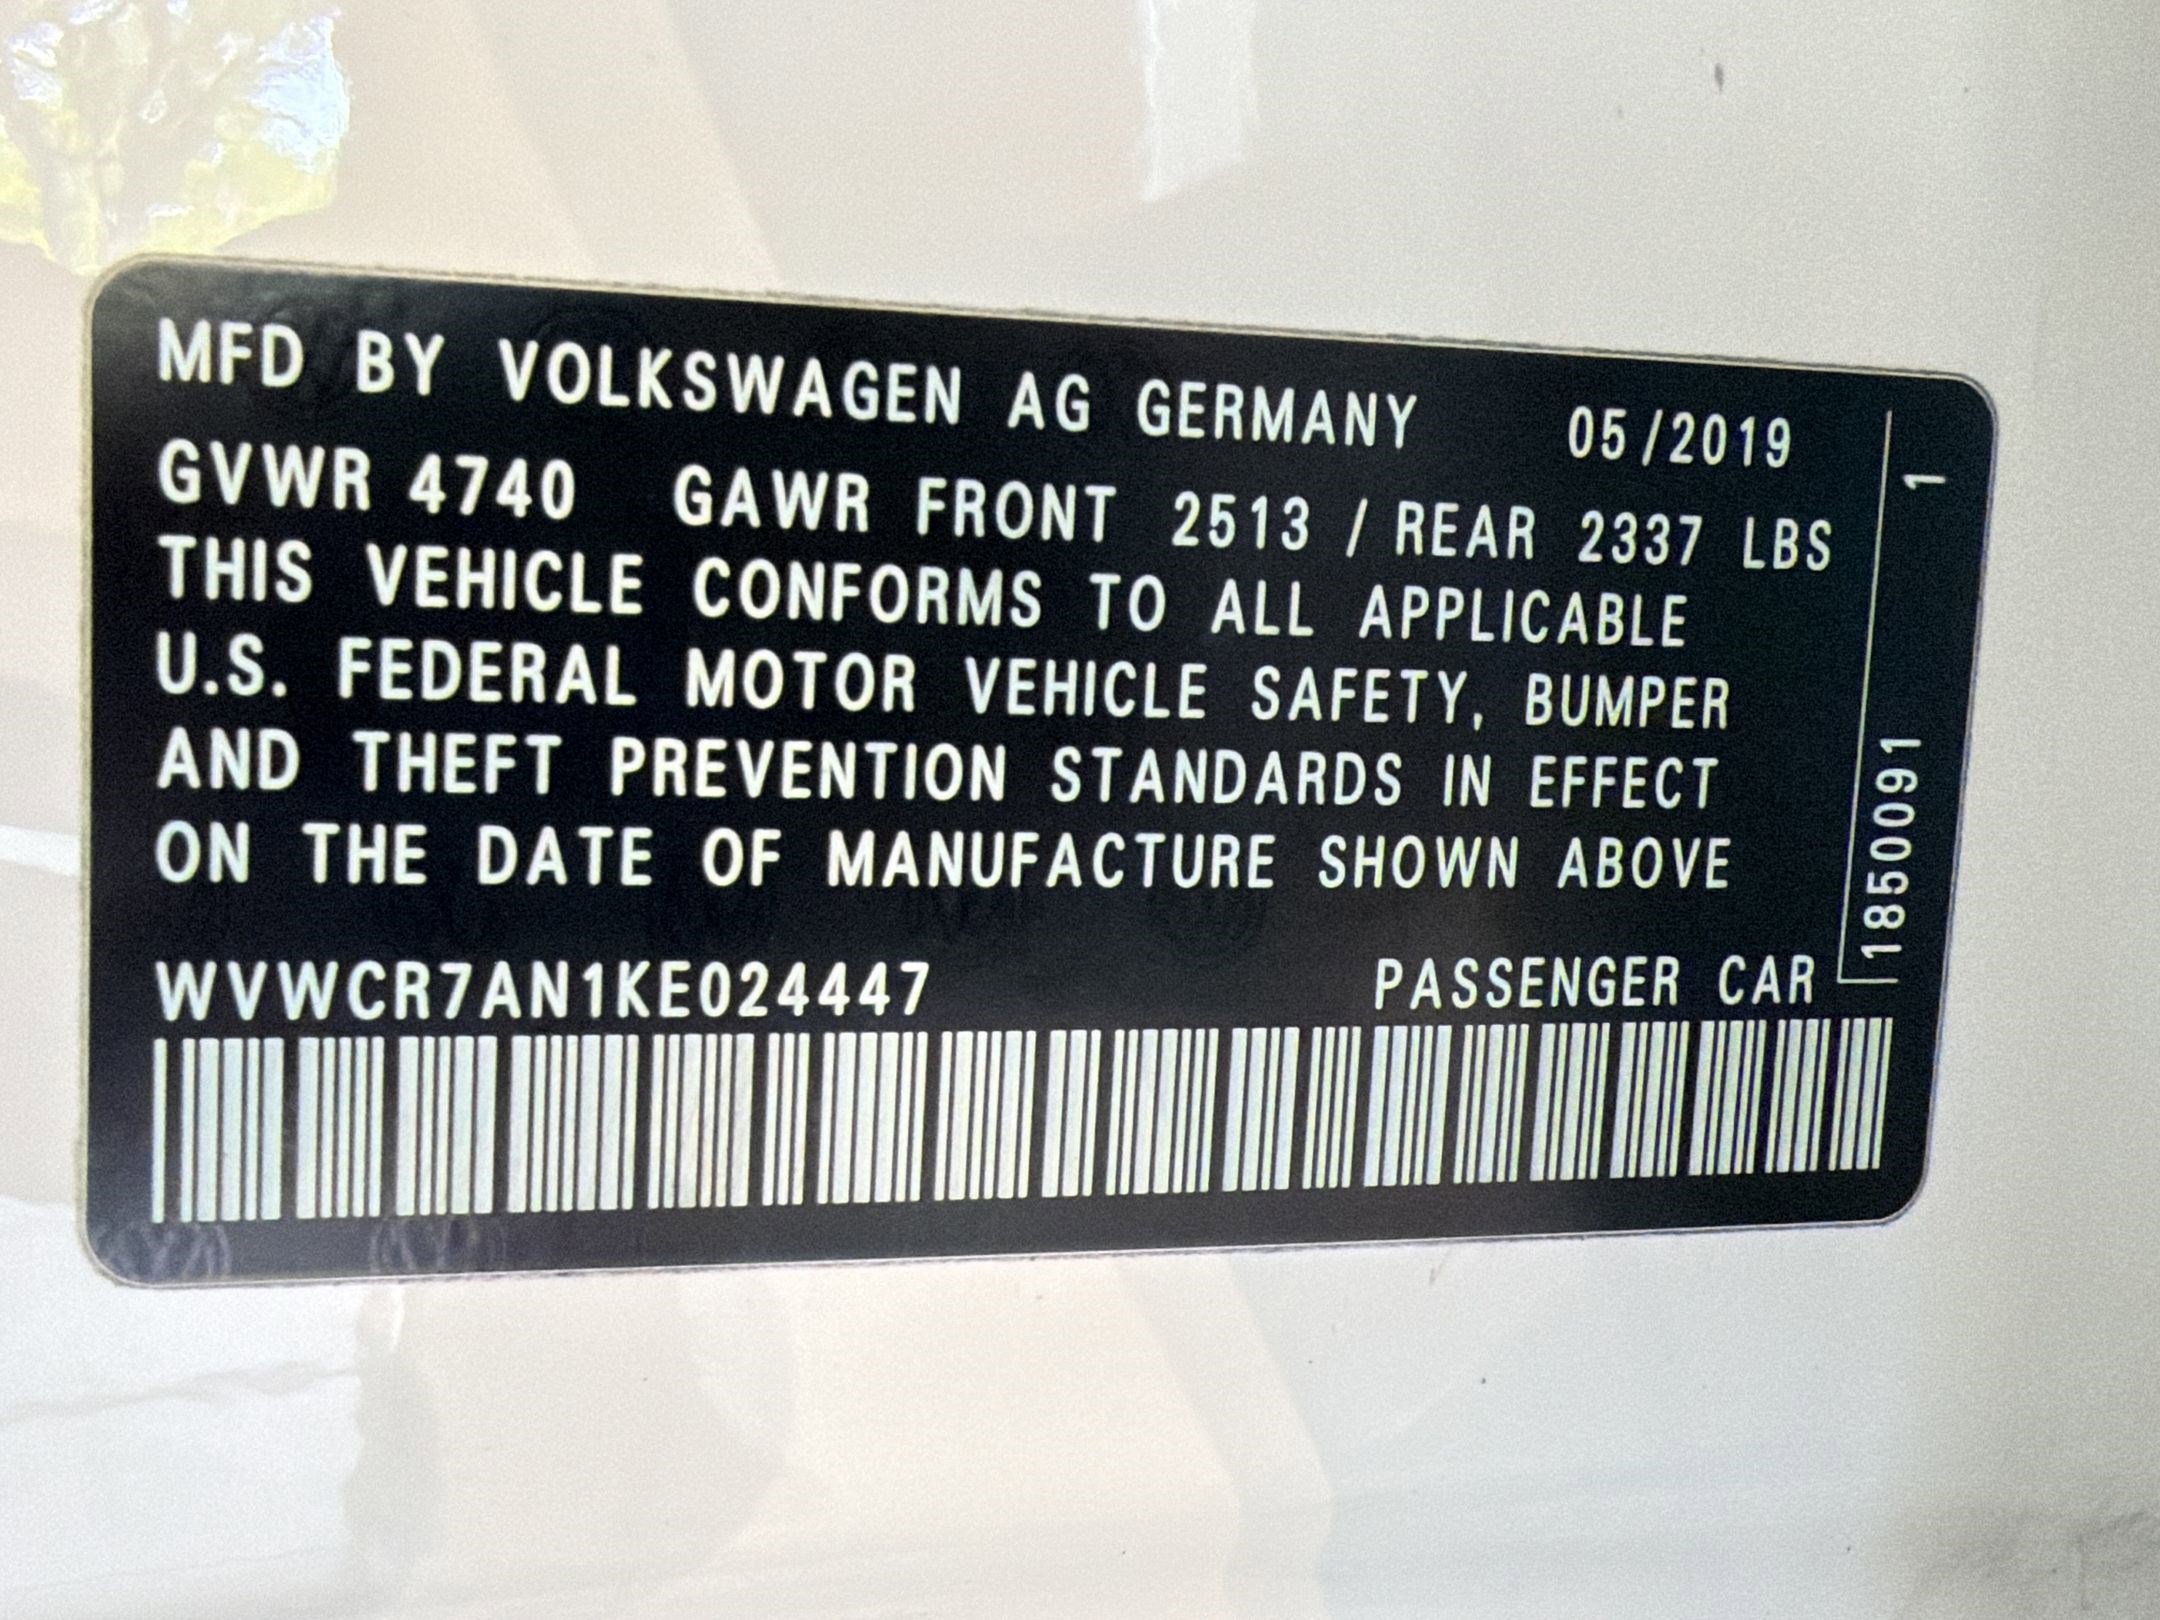 MFD BY VOLKSWAGEN AG GERMANY 05/2019
GVWR 4740 GAWR FRONT 2513 / REAR 2337 LBS
THIS VEHICLE CONFORMS TO ALL APPLICABLE
U.S. FEDERAL MOTOR VEHICLE SAFETY, BUMPER
AND THEFT PREVENTION STANDARDS IN EFFECT
ON THE DATE OF MANUFACTURE SHOWN ABOVE
WVWCR7AN1KE024447 PASSENGER CAR
1850091 1